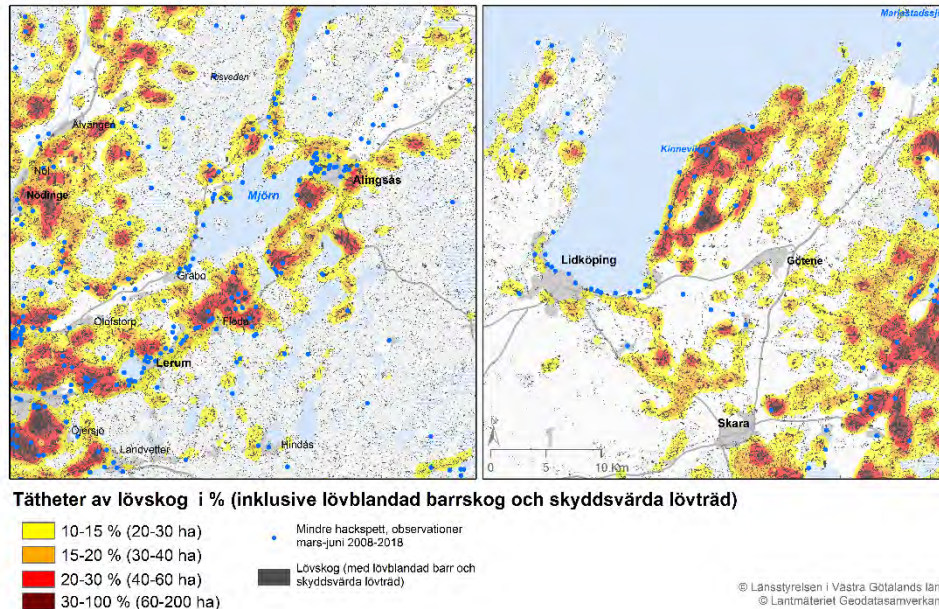 Mariestadssjö
Risveden
Älvängen
Kinneviken
Nol
Alingsås
Nödinge
Mjörn
Lidköping
Götene
Gråbo
Olofstorp
Floda
Lerum
Skara
Öjersjö
Landvetter
Hindås
0 5 10 Km
Tätheter av lövskog i % (inklusive lövblandad barrskog och skyddsvärda lövträd)
10-15 % (20-30 ha)
15-20 % (30-40 ha)
20-30 % (40-60 ha)
30-100 % (60-200 ha)
Mindre hackspett, observationer
mars-juni 2008-2018
Lövskog (med lövblandad barr och
skyddsvärda lövträd)
© Länsstyrelsen i Västra Götalands län
© Lantmäteriet Geodatasamverkan